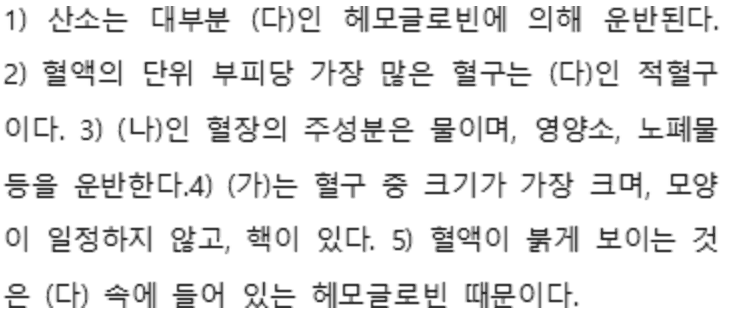 1) 산소는 대부분 (다)인 헤모글로빈에 의해 운반된다.
2) 혈액의 단위 부피당 가장 많은 혈구는 (다)인 적혈구
이다. 3) (나)인 혈장의 주성분은 물이며, 영양소, 노폐물
등을 운반한다.4) (가)는 혈구 중 크기가 가장 크며, 모양
이 일정하지 않고, 핵이 있다. 5) 혈액이 붉게 보이는 것
은 (다) 속에 들어 있는 헤모글로빈 때문이다.